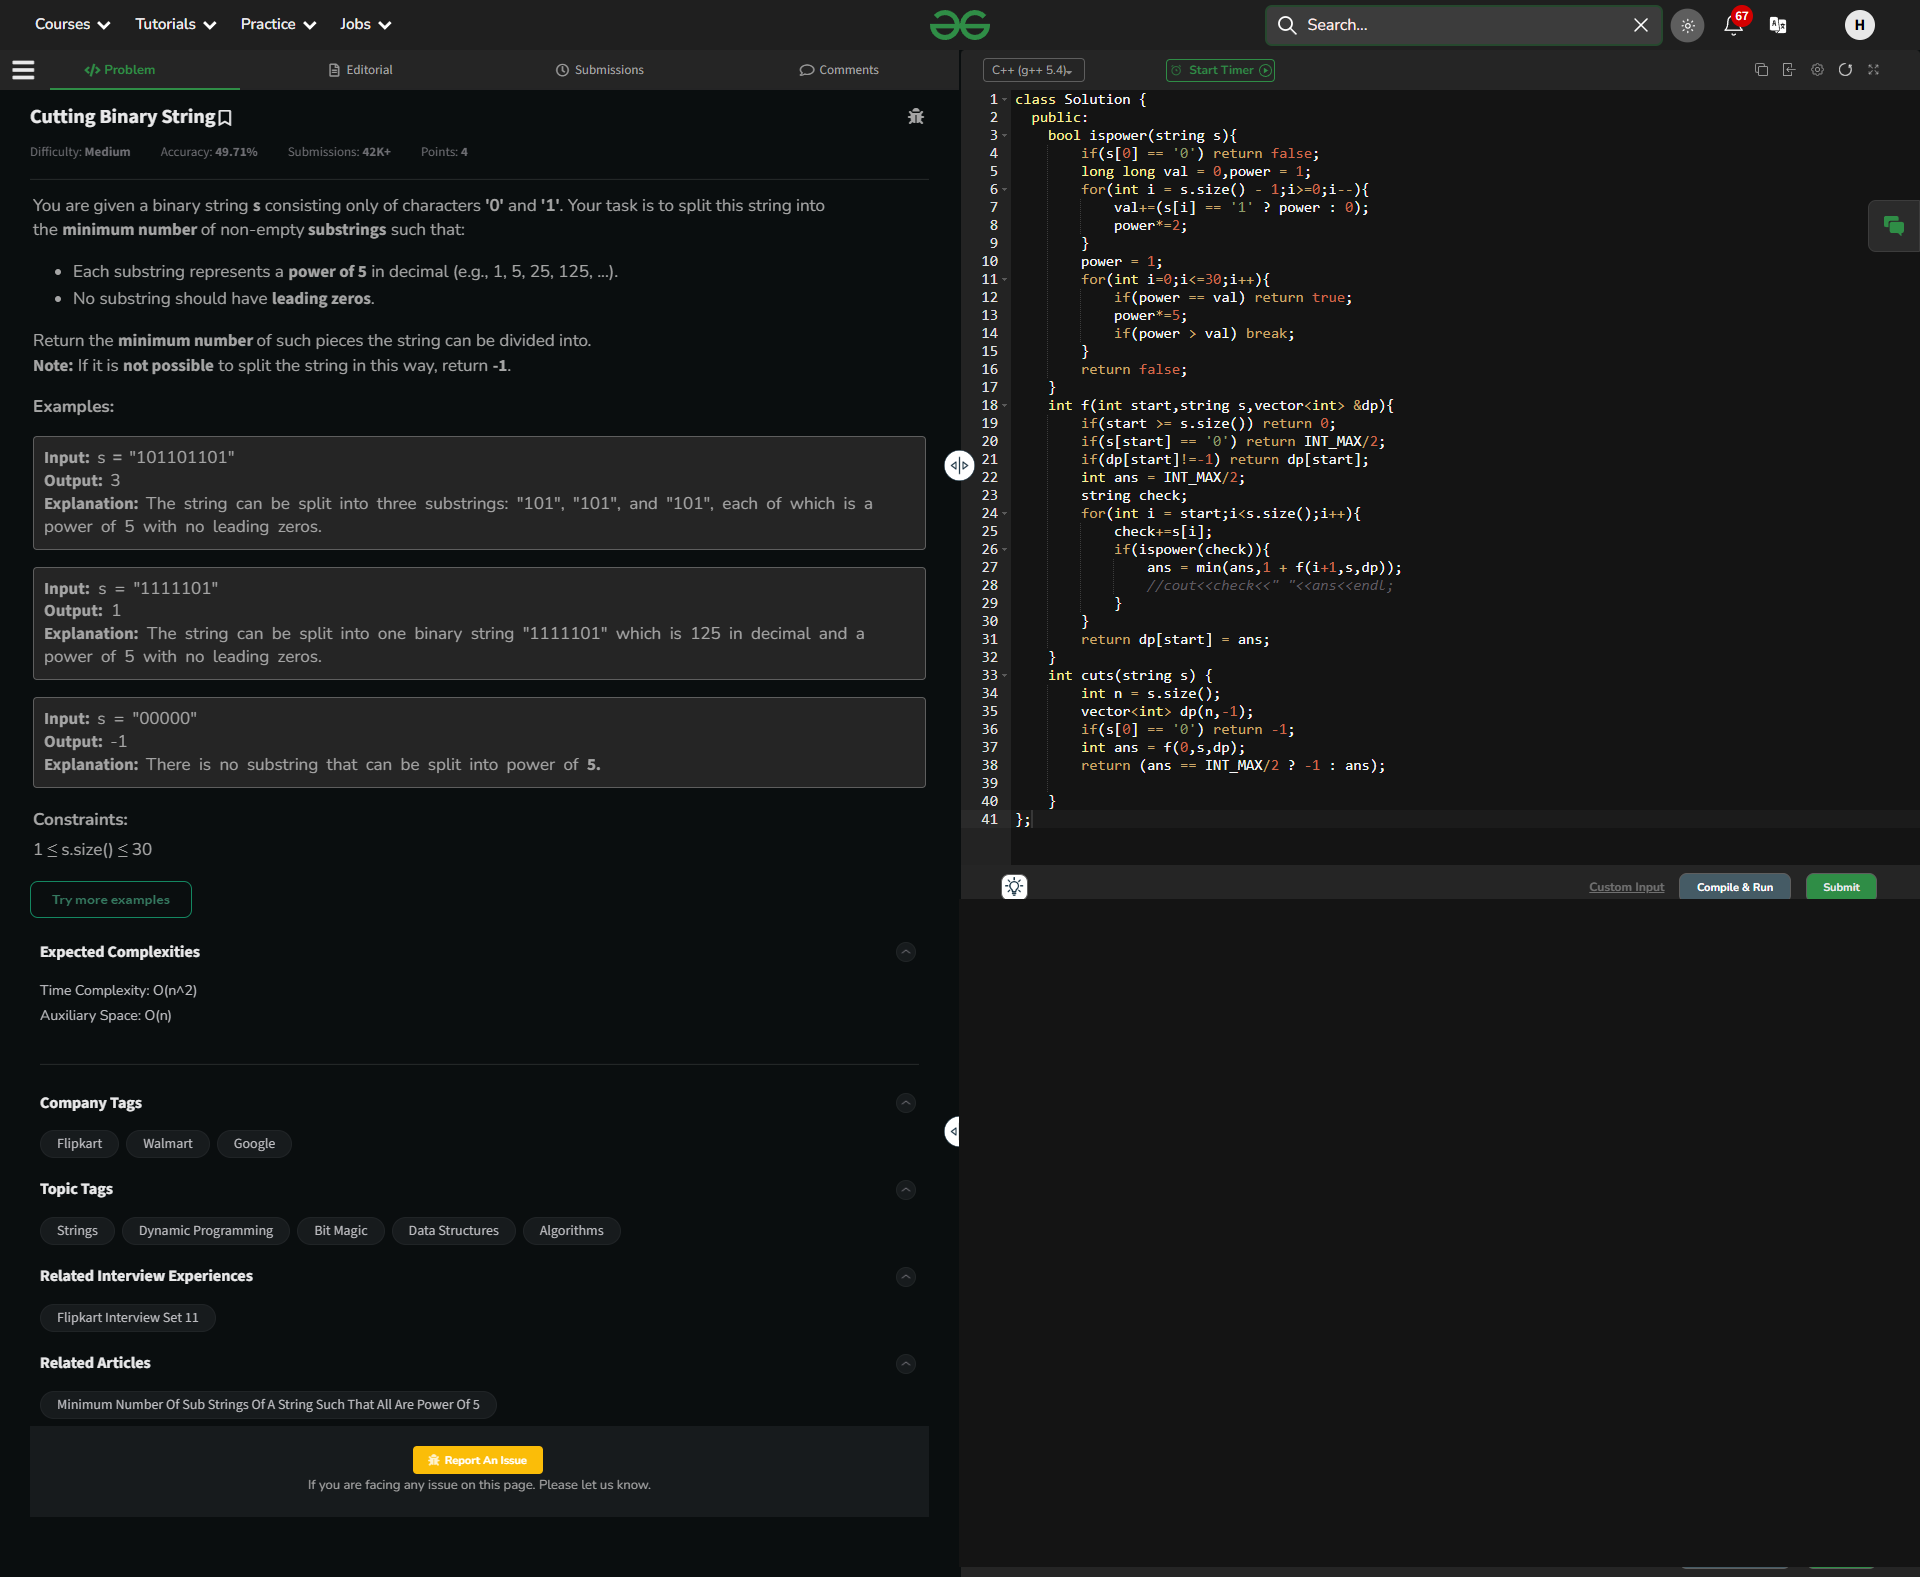 Courses Tutorials Practice Jobs Search... 67 H
Problem Editorial Submissions Comments
Cutting Binary String
Difficulty: Medium Accuracy: 49.71% Submissions: 42K+ Points: 4
You are given a binary string s consisting only of characters '0' and '1'. Your task is to split this string into
the minimum number of non-empty substrings such that:
Each substring represents a power of 5 in decimal (e.g., 1, 5, 25, 125, ...).
No substring should have leading zeros.
Return the minimum number of such pieces the string can be divided into.
Note: If it is not possible to split the string in this way, return -1.
Examples:
Input: s = "101101101"
Output: 3
Explanation: The string can be split into three substrings: "101", "101", and "101", each of which is a
power of 5 with no leading zeros.
Input: s = "1111101"
Output: 1
Explanation: The string can be split into one binary string "1111101" which is 125 in decimal and a
power of 5 with no leading zeros.
Input: s = "00000"
Output: -1
Explanation: There is no substring that can be split into power of 5.
Constraints:
1 ≤ s.size() ≤ 30
Try more examples
Expected Complexities
Time Complexity: O(n^2)
Auxiliary Space: O(n)
Company Tags
Flipkart Walmart Google
Topic Tags
Strings Dynamic Programming Bit Magic Data Structures Algorithms
Related Interview Experiences
Flipkart Interview Set 11
Related Articles
Minimum Number Of Sub Strings Of A String Such That All Are Power Of 5
Report An Issue
If you are facing any issue on this page. Please let us know.
C++ (g++ 5.4) Start Timer
1 class Solution {
2 public:
3 bool ispower(string s){
4 if(s[0] == '0') return false;
5 long long val = 0,power = 1;
6 for(int i = s.size() - 1;i>=0;i--){
7 val+=(s[i] == '1' ? power : 0);
8 power*=2;
9 }
10 power = 1;
11 for(int i=0;i<=30;i++){
12 if(power == val) return true;
13 power*=5;
14 if(power > val) break;
15 }
16 return false;
17 }
18 int f(int start,string s,vector<int> &dp){
19 if(start >= s.size()) return 0;
20 if(s[start] == '0') return INT_MAX/2;
21 if(dp[start]!=-1) return dp[start];
22 int ans = INT_MAX/2;
23 string check;
24 for(int i = start;i<s.size();i++){
25 check+=s[i];
26 if(ispower(check)){
27 ans = min(ans,1 + f(i+1,s,dp));
28 //cout<<check<<" "<<ans<<endl;
29 }
30 }
31 return dp[start] = ans;
32 }
33 int cuts(string s) {
34 int n = s.size();
35 vector<int> dp(n,-1);
36 if(s[0] == '0') return -1;
37 int ans = f(0,s,dp);
38 return (ans == INT_MAX/2 ? -1 : ans);
39
40 }
41 };
Custom Input Compile & Run Submit